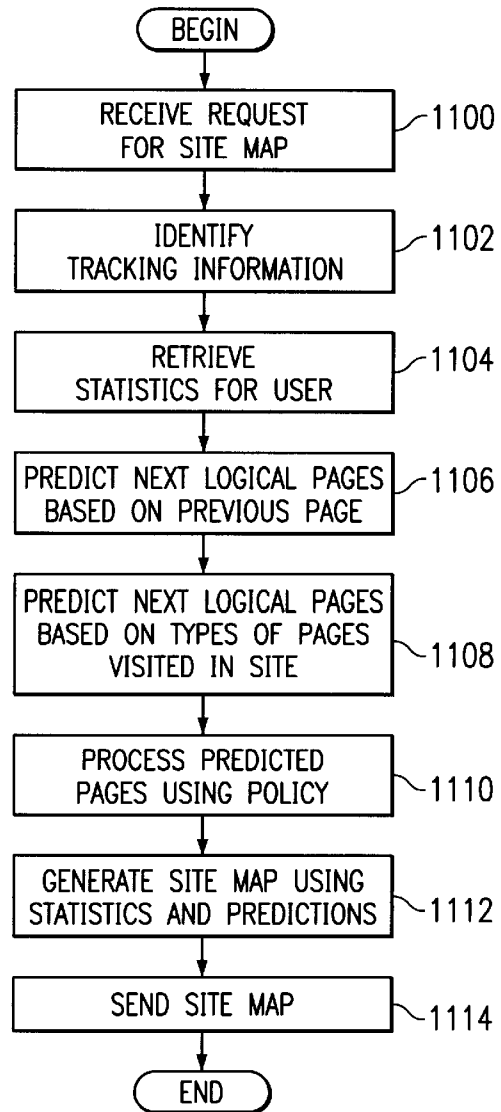 BEGIN
RECEIVE REQUEST
FOR SITE MAP
1100
IDENTIFY
TRACKING INFORMATION
1102
RETRIEVE
STATISTICS FOR USER
1104
PREDICT NEXT LOGICAL PAGES
BASED ON PREVIOUS PAGE
1106
PREDICT NEXT LOGICAL PAGES
BASED ON TYPES OF PAGES
VISITED IN SITE
1108
PROCESS PREDICTED
PAGES USING POLICY
1110
GENERATE SITE MAP USING
STATISTICS AND PREDICTIONS
1112
SEND SITE MAP
1114
END